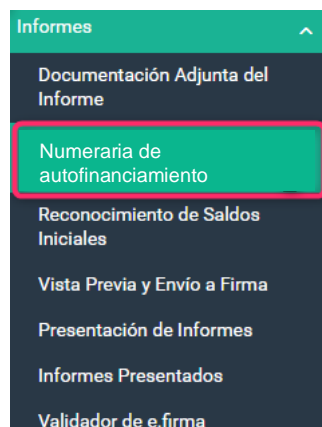 Informes
Documentación Adjunta del
Informe
Numeraria de
autofinanciamiento
Reconocimiento de Saldos
Iniciales
Vista Previa y Envío a Firma
Presentación de Informes
Informes Presentados
Validador de e.firma